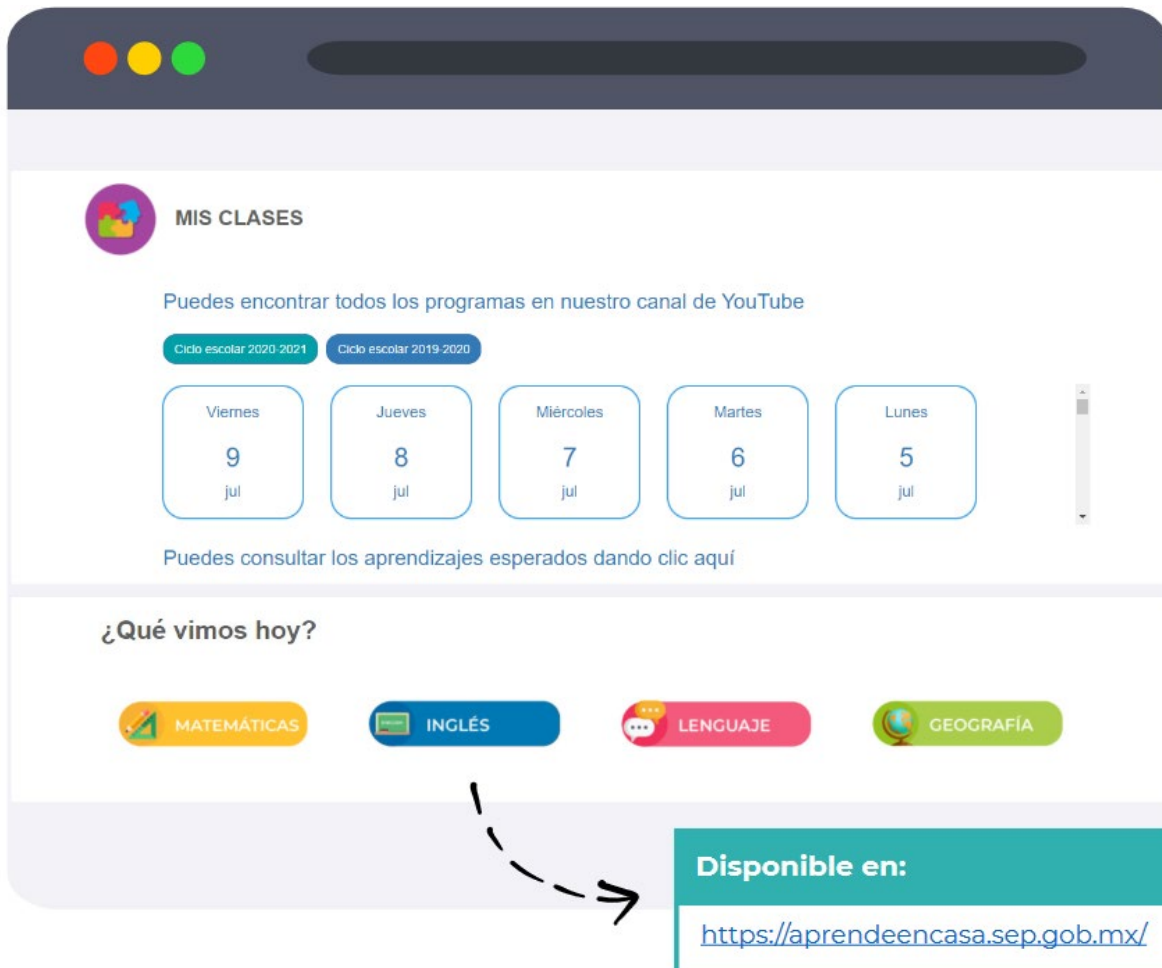 MIS CLASES
Puedes encontrar todos los programas en nuestro canal de YouTube
Ciclo escolar 2020-2021 Ciclo escolar 2019-2020
Viernes Jueves Miércoles Martes Lunes
9 8 7 6 5
jul jul jul jul jul
Puedes consultar los aprendizajes esperados dando clic aquí
¿Qué vimos hoy?
MATEMÁTICAS INGLÉS LENGUAJE GEOGRAFÍA
Disponible en:
https://aprendeencasa.sep.gob.mx/